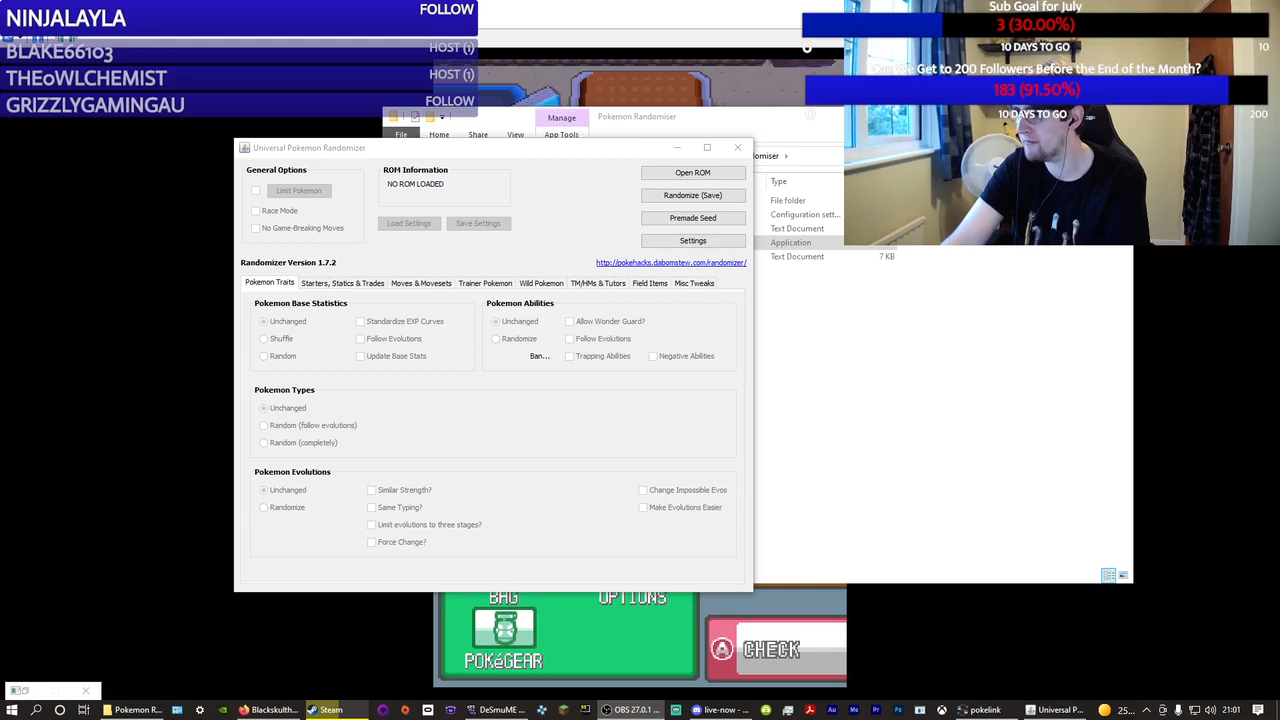 NINJALAYLA
FOLLOW
BLAKE66103
HOST (1)
THE0WLCHEMIST
HOST (1)
GRIZZLYGAMINGAU
FOLLOW
Sub Goal for July
3 (30.00%)
10 DAYS TO GO
10
Can We Get to 200 Followers Before the End of the Month?
183 (91.50%)
10 DAYS TO GO
200
Manage
Pokemon Randomiser
File
Home
Share
View
App Tools
Universal Pokemon Randomizer
General Options
Limit Pokemon
Race Mode
No Game-Breaking Moves
ROM Information
NO ROM LOADED
Load Settings
Save Settings
Open ROM
Randomize (Save)
Premade Seed
Settings
Randomizer Version 1.7.2
http://pokehacks.dabomstew.com/randomizer/
Pokemon Traits
Starters, Statics & Trades
Moves & Movesets
Trainer Pokemon
Wild Pokemon
TM/HMs & Tutors
Field Items
Misc Tweaks
Pokemon Base Statistics
Unchanged
Standardize EXP Curves
Shuffle
Follow Evolutions
Random
Update Base Stats
Pokemon Abilities
Unchanged
Allow Wonder Guard?
Randomize
Follow Evolutions
Ban...
Trapping Abilities
Negative Abilities
Pokemon Types
Unchanged
Random (follow evolutions)
Random (completely)
Pokemon Evolutions
Unchanged
Similar Strength?
Change Impossible Evos
Randomize
Same Typing?
Make Evolutions Easier
Limit evolutions to three stages?
Force Change?
omiser
Type
File folder
Configuration sett...
Text Document
Application
Text Document
7 KB
BAG
OPTIONS
POKéGEAR
A CHECK
Pokemon R...
Blackskulth...
Steam
DeSmuME ...
OBS 27.0.1 ...
live-now - ...
pokelink
Pokemon U...
21°C
ENG
21:01